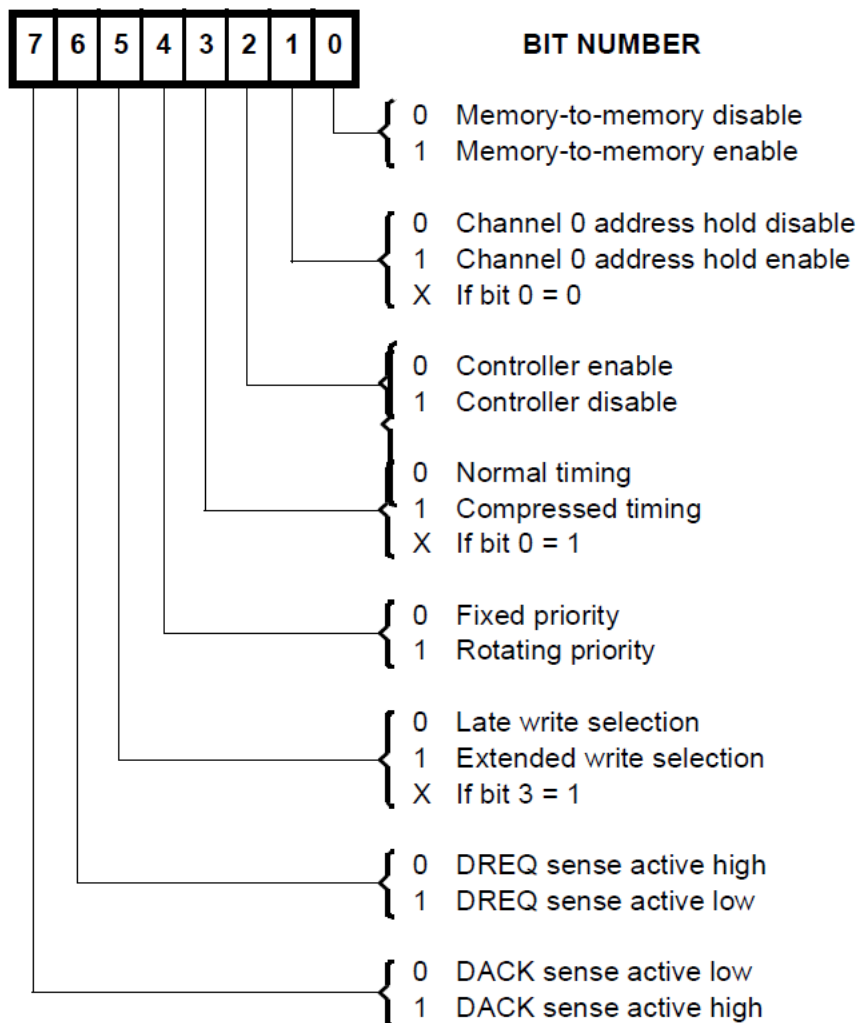 7 6 5 4 3 2 1 0 BIT NUMBER
0 Memory-to-memory disable
1 Memory-to-memory enable
0 Channel 0 address hold disable
1 Channel 0 address hold enable
X If bit 0 = 0
0 Controller enable
1 Controller disable
0 Normal timing
1 Compressed timing
X If bit 0 = 1
0 Fixed priority
1 Rotating priority
0 Late write selection
1 Extended write selection
X If bit 3 = 1
0 DREQ sense active high
1 DREQ sense active low
0 DACK sense active low
1 DACK sense active high